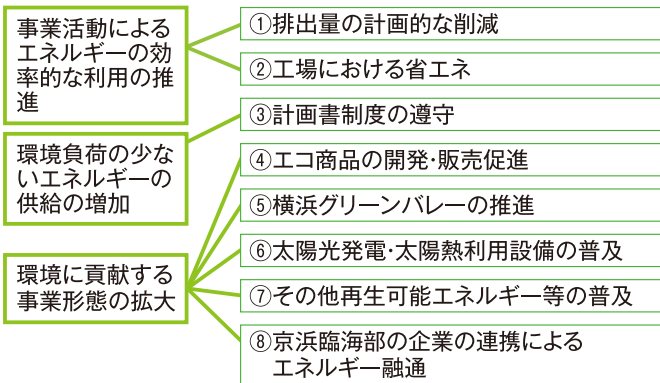 事業活動による
エネルギーの効
率的な利用の推
進
環境負荷の少な
いエネルギーの
供給の増加
環境に貢献する
事業形態の拡大
①排出量の計画的な削減
②工場における省エネ
③計画書制度の遵守
④エコ商品の開発・販売促進
⑤横浜グリーンバレーの推進
⑥太陽光発電・太陽熱利用設備の普及
⑦その他再生可能エネルギー等の普及
⑧京浜臨海部の企業の連携による
エネルギー融通